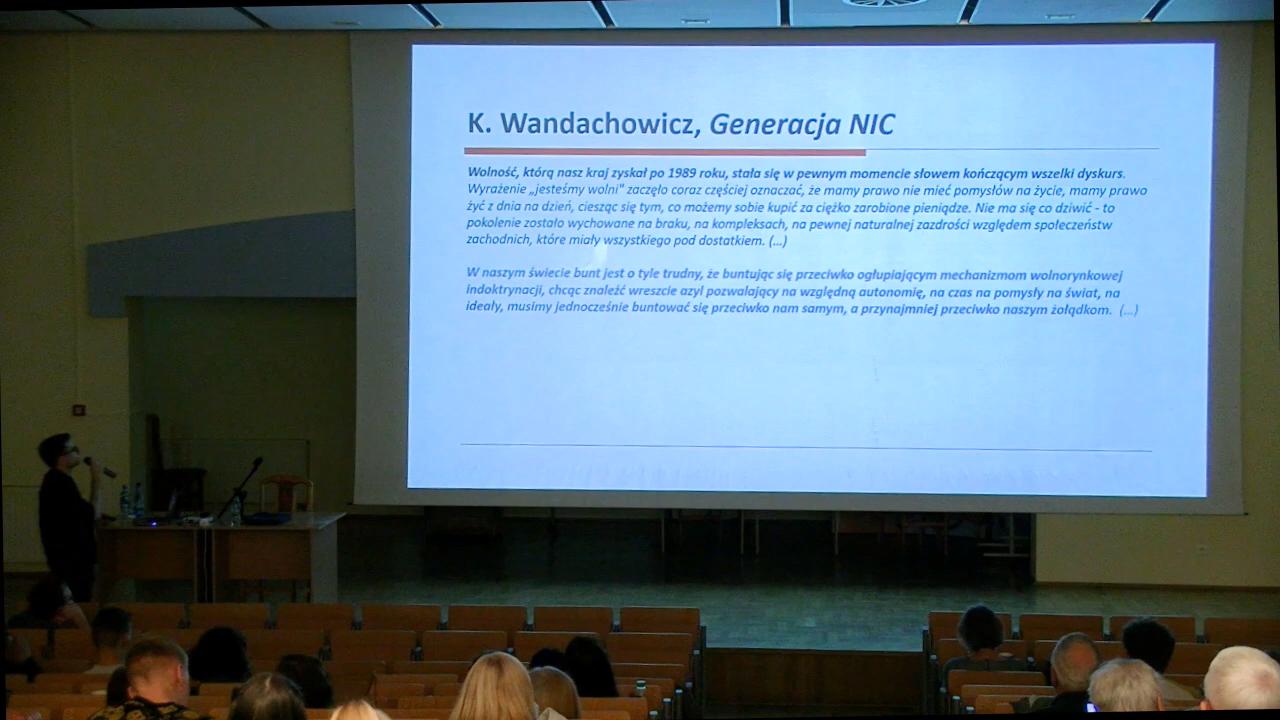 K. Wandachowicz, Generacja NIC
Wolność, którą nasz kraj zyskał po 1989 roku, stała się w pewnym momencie słowem kończącym wszelki dyskurs.
Wyrażenie „jesteśmy wolni" zaczęło coraz częściej oznaczać, że mamy prawo nie mieć pomysłów na życie, mamy prawo
żyć z dnia na dzień, ciesząc się tym, co możemy sobie kupić za ciężko zarobione pieniądze. Nie ma się co dziwić - to
pokolenie zostało wychowane na braku, na kompleksach, na pewnej naturalnej zazdrości względem społeczeństw
zachodnich, które miały wszystkiego pod dostatkiem. (...)
W naszym świecie bunt jest o tyle trudny, że buntując się przeciwko ogłupiającym mechanizmom wolnorynkowej
indoktrynacji, chcąc znaleźć wreszcie azyl pozwalający na względną autonomię, na czas na pomysły na świat, na
ideały, musimy jednocześnie buntować się przeciwko nam samym, a przynajmniej przeciwko naszym żołądkom. (...)